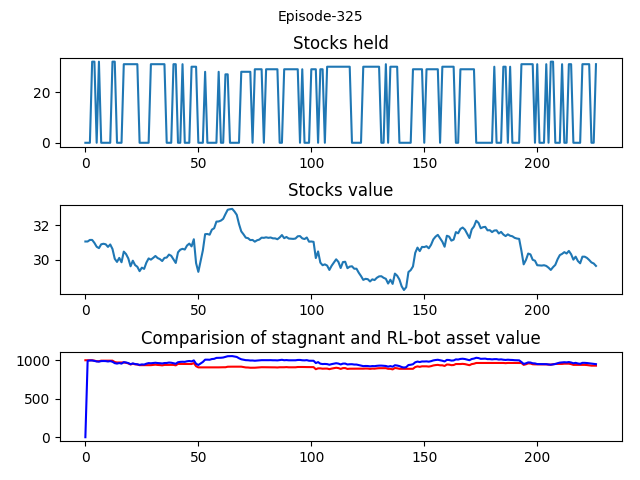 Episode-325
Stocks held
20
0
0 50 100 150 200
Stocks value
32
30
0 50 100 150 200
Comparision of stagnant and RL-bot asset value
1000
500
0
0 50 100 150 200